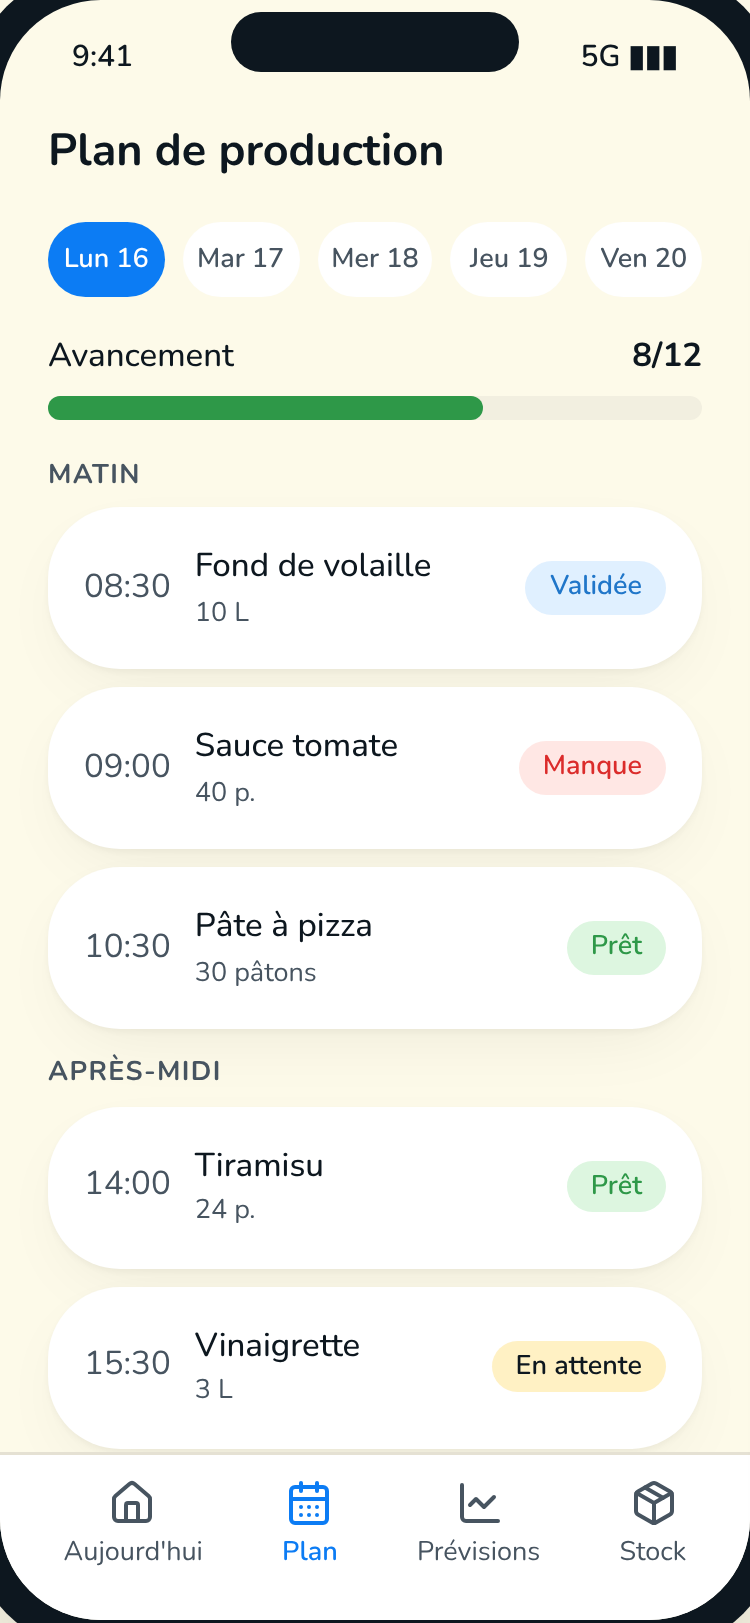 9:41
5G
Plan de production
Lun 16
Mar 17
Mer 18
Jeu 19
Ven 20
Avancement
8/12
MATIN
08:30
Fond de volaille
10 L
Validée
09:00
Sauce tomate
40 p.
Manque
10:30
Pâte à pizza
30 pâtons
Prêt
APRÈS-MIDI
14:00
Tiramisu
24 p.
Prêt
15:30
Vinaigrette
3 L
En attente
Aujourd'hui
Plan
Prévisions
Stock